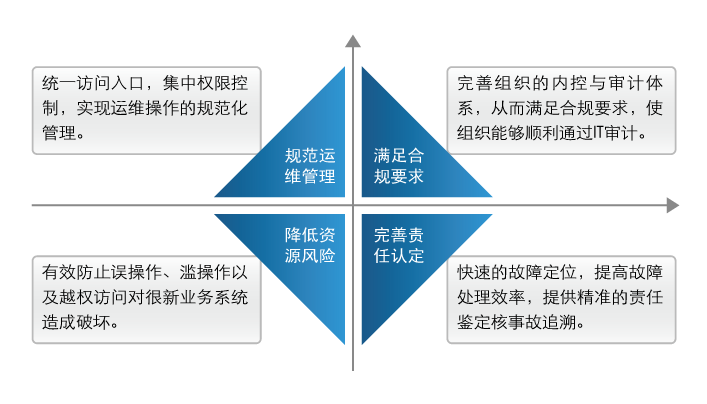 统一访问入口，集中权限控
制，实现运维操作的规范化
管理。
规范运
维管理
满足合
规要求
完善组织的内控与审计体
系，从而满足合规要求，使
组织能够顺利通过IT审计。
有效防止误操作、滥操作以
及越权访问对很新业务系统
造成破坏。
降低资
源风险
完善责
任认定
快速的故障定位，提高故障
处理效率，提供精准的责任
鉴定核事故追溯。